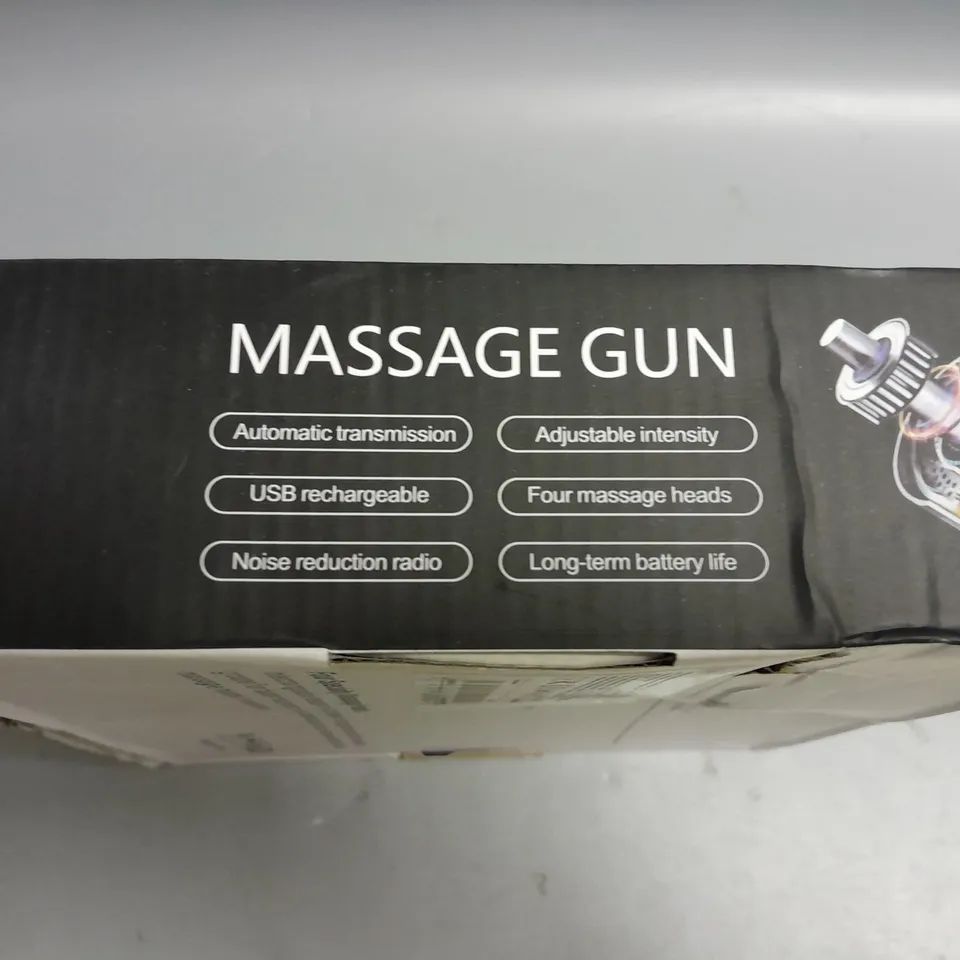 MASSAGE GUN
Automatic transmission
Adjustable intensity
USB rechargeable
Four massage heads
Noise reduction radio
Long-term battery life